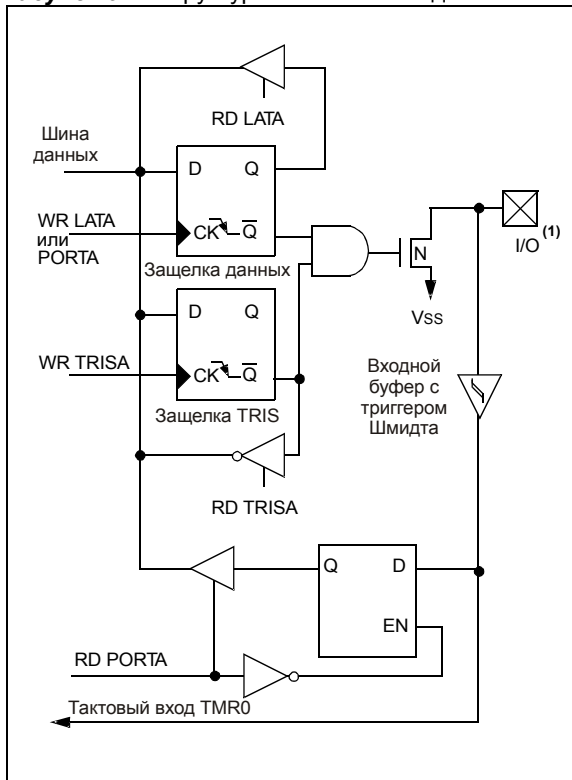 RD LATA
Шина
данных
D Q
WR LATA
или
PORTA
CK Q
N
I/O (1)
Защелка данных
Vss
D Q
WR TRISA
CK Q
Входной
буфер с
триггером
Шмидта
Защелка TRIS
RD TRISA
Q D
EN
RD PORTA
Тактовый вход TMR0